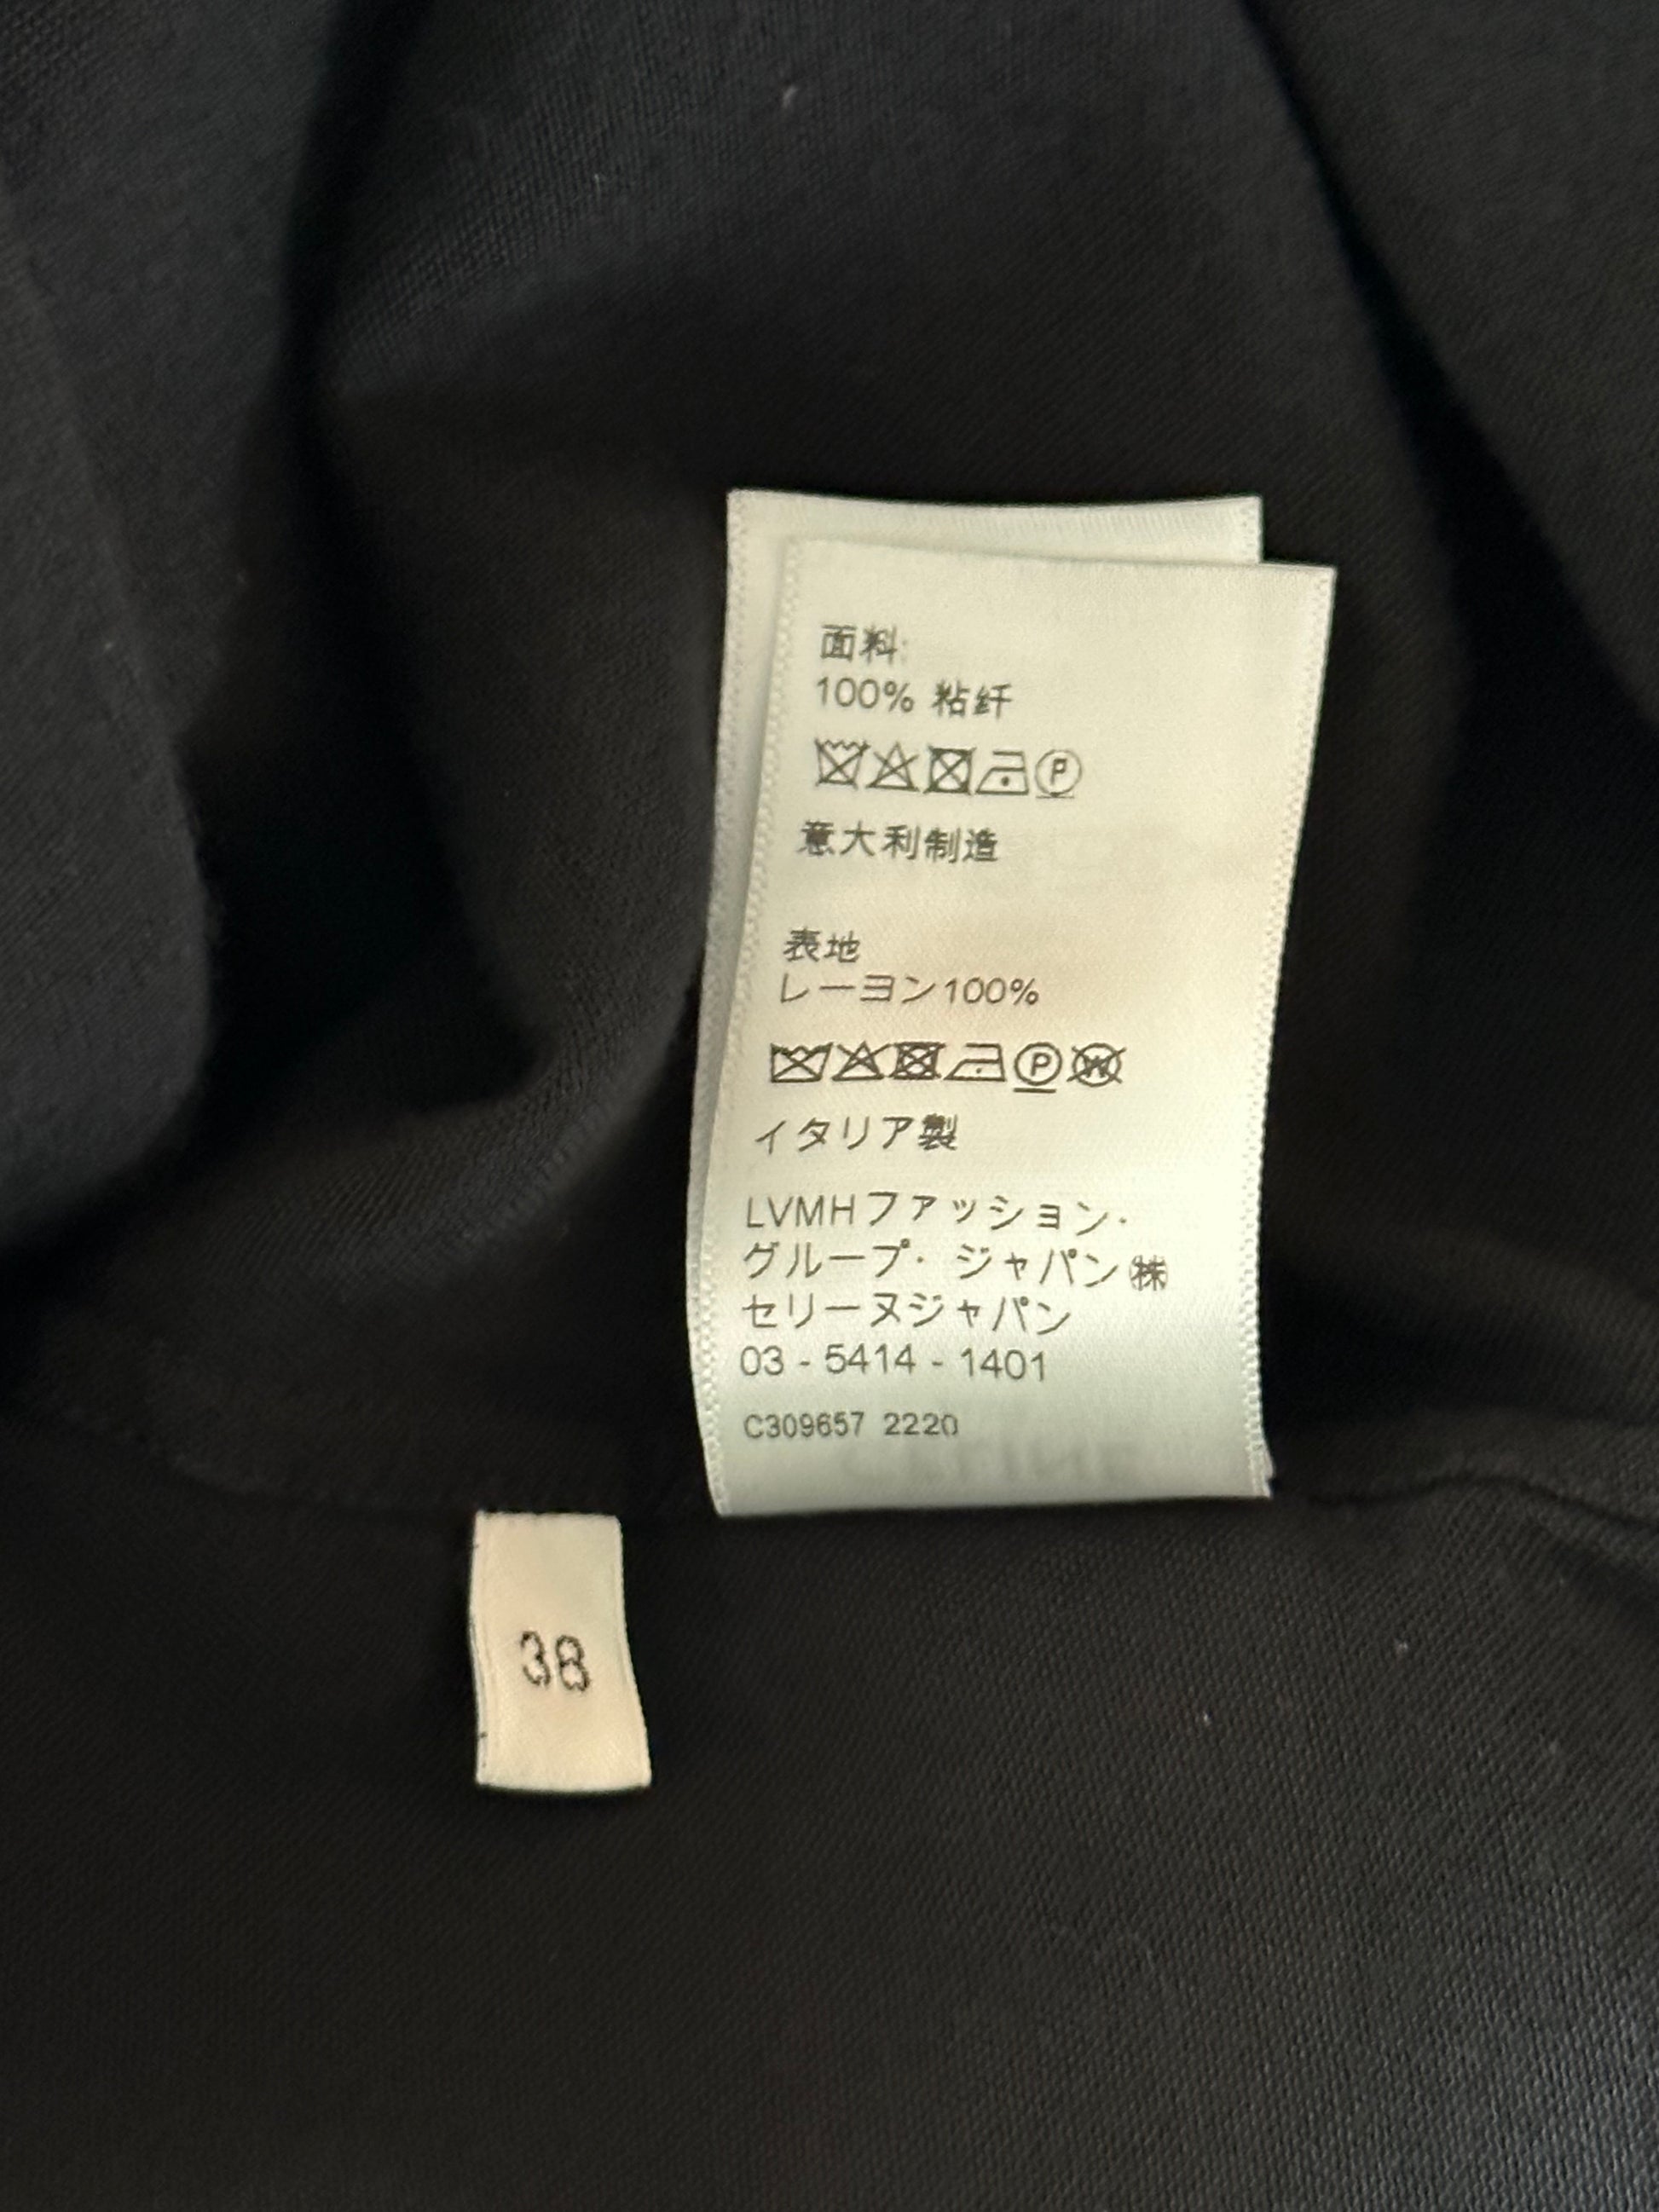 面料:
100% 粘纤
P
意大利制造
表地
レーヨン100%
P W
イタリア製
LVMHファッション・
グループ・ジャパン㈱
セリーヌジャパン
03 - 5414 - 1401
C309657 2220
38